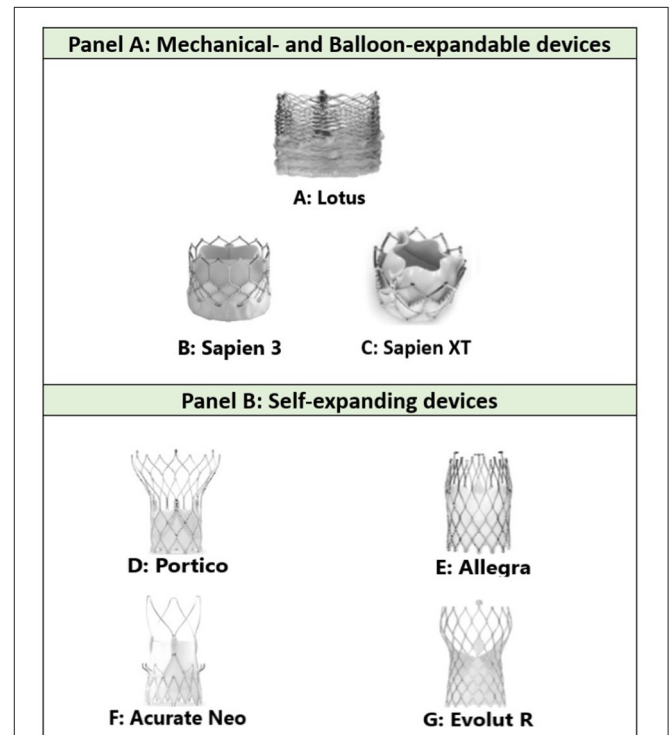 Panel A: Mechanical- and Balloon-expandable devices
A: Lotus
B: Sapien 3
C: Sapien XT
Panel B: Self-expanding devices
D: Portico
E: Allegra
F: Acurate Neo
G: Evolut R